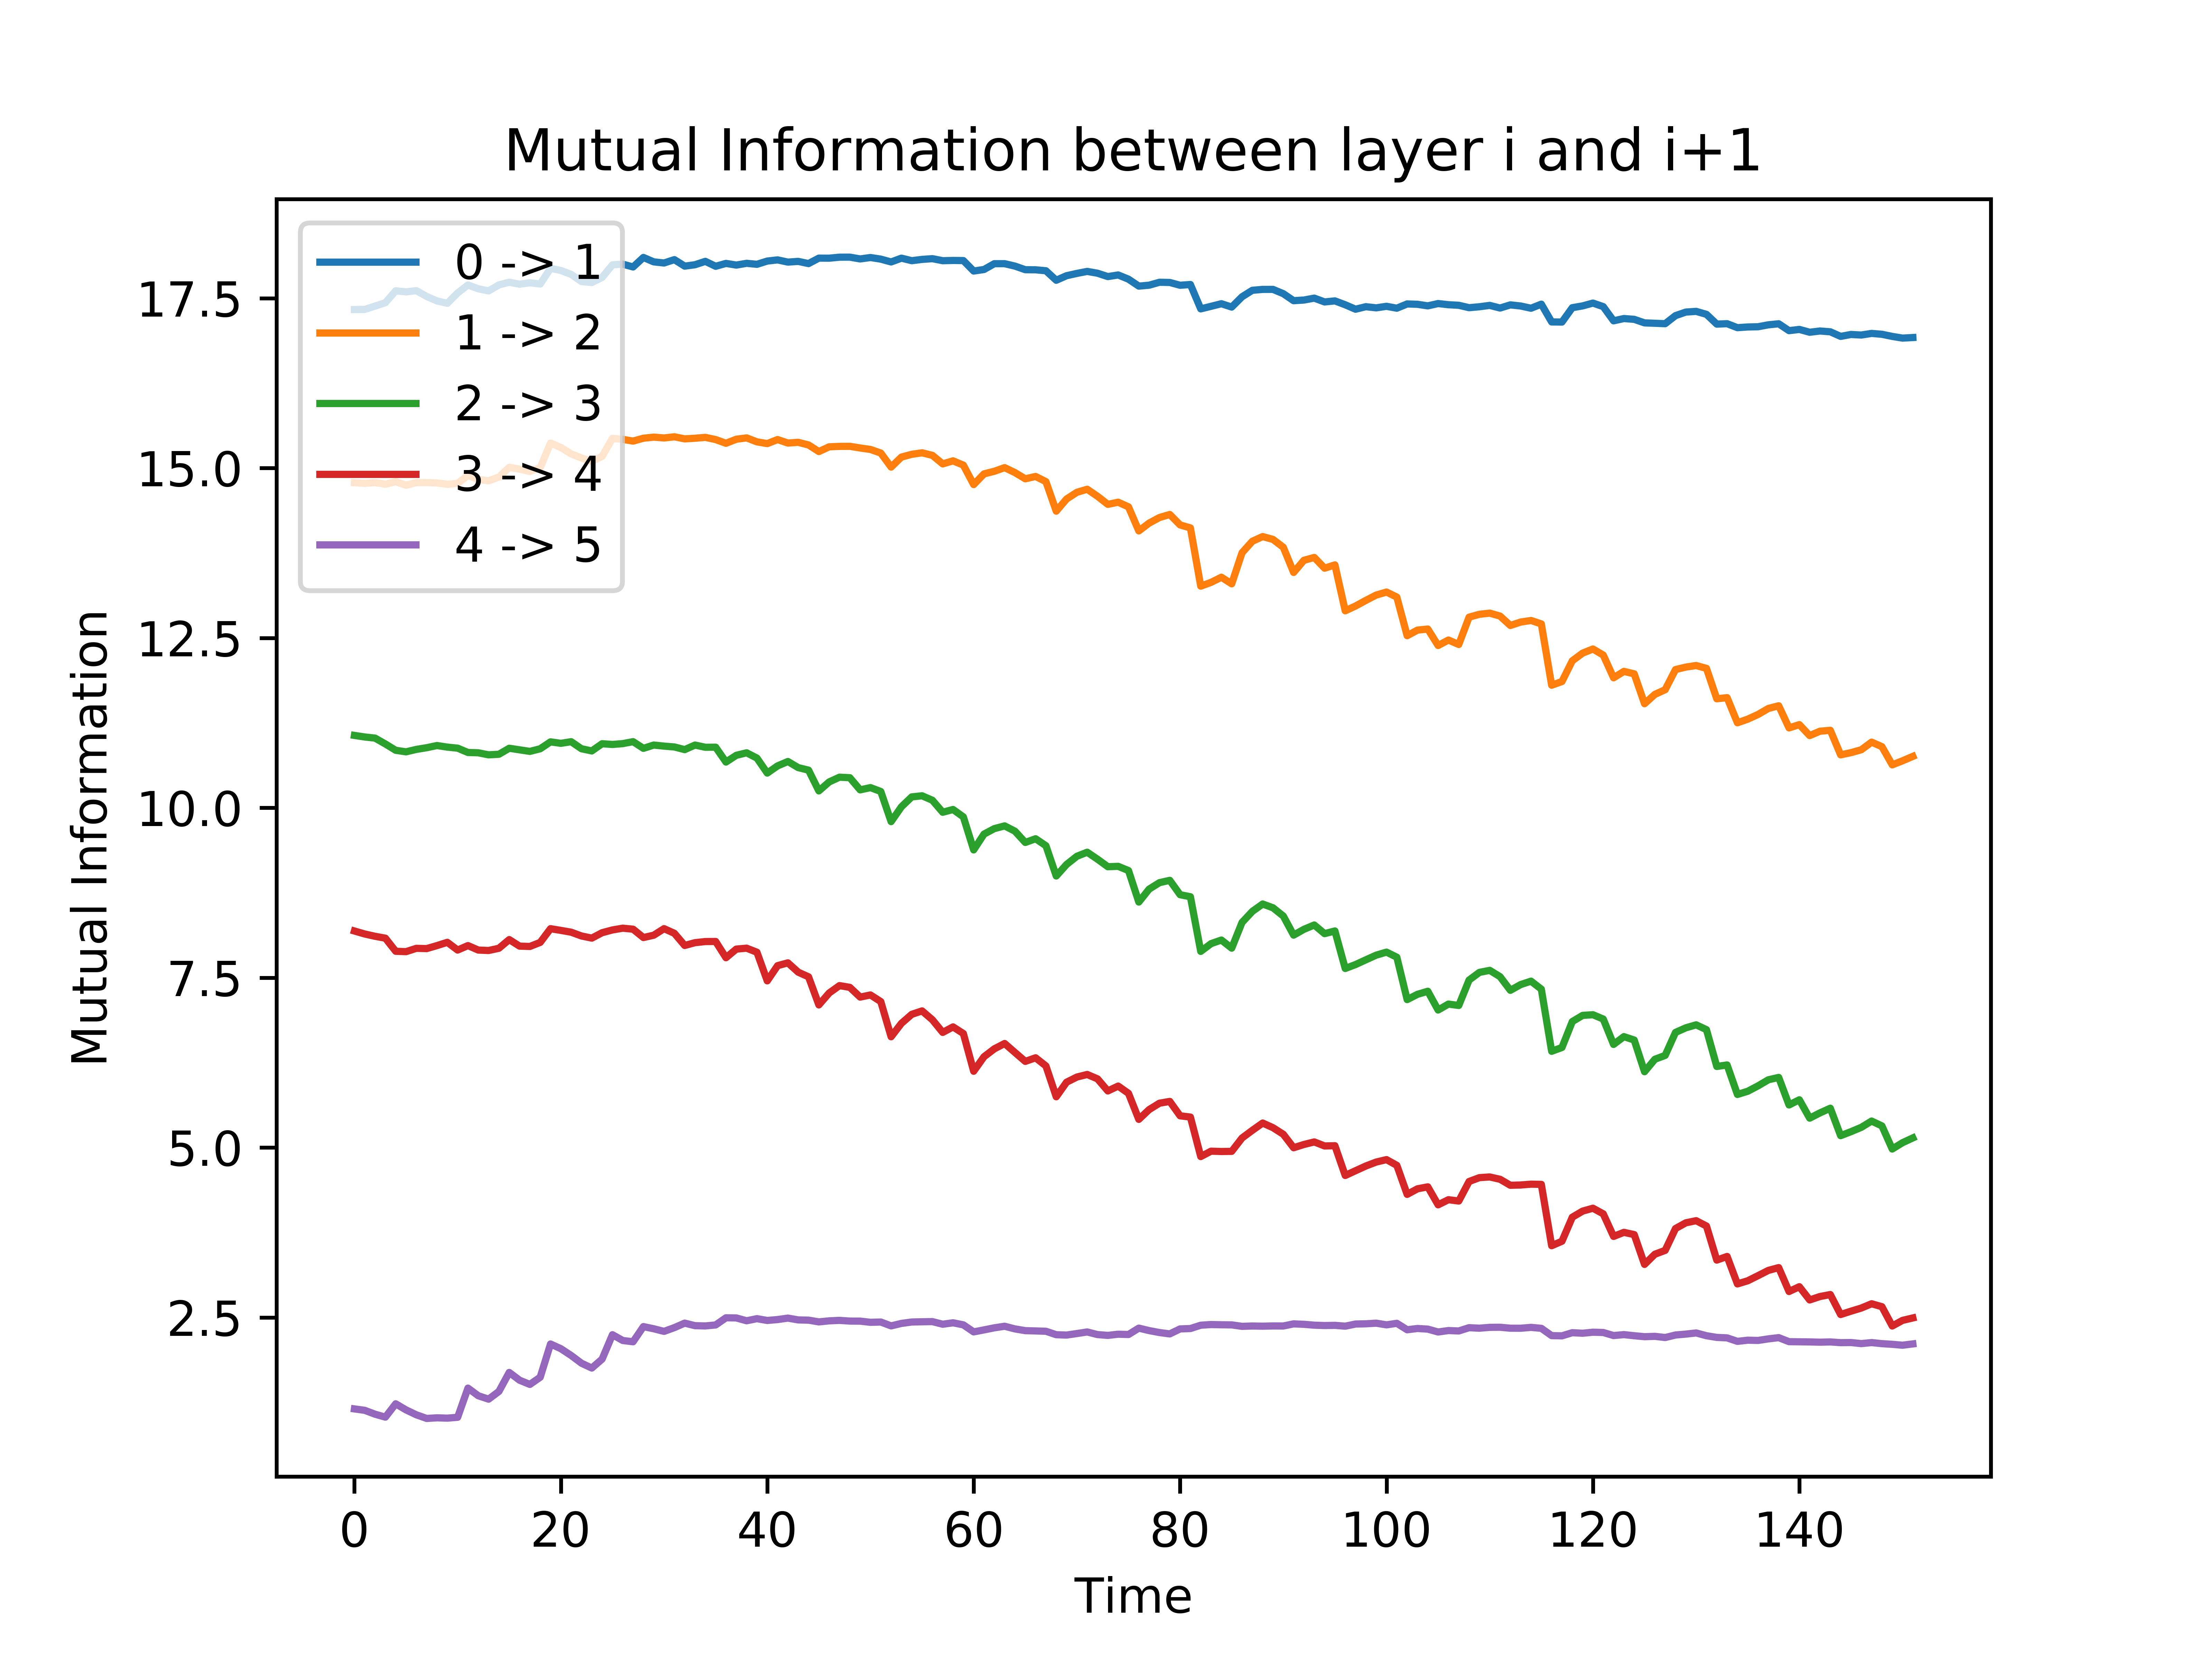 Mutual Information between layer i and i+1
0 -> 1
1 -> 2
2 -> 3
3 -> 4
4 -> 5
Mutual Information
17.5
15.0
12.5
10.0
7.5
5.0
2.5
0 20 40 60 80 100 120 140
Time